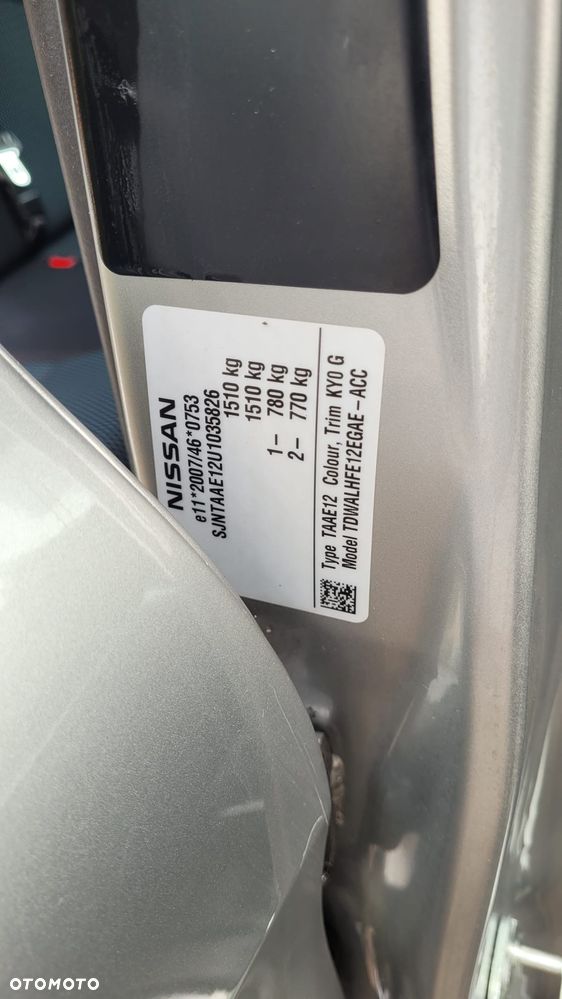 NISSAN
e11*2007/46*0753
SJNTAAE12U1035826
1510 kg
1510 kg
1– 780 kg
2– 770 kg
Type TAAE12 Colour, Trim KY0 G
Model TDWALHFE12EGAE–ACC
OTOMOTO